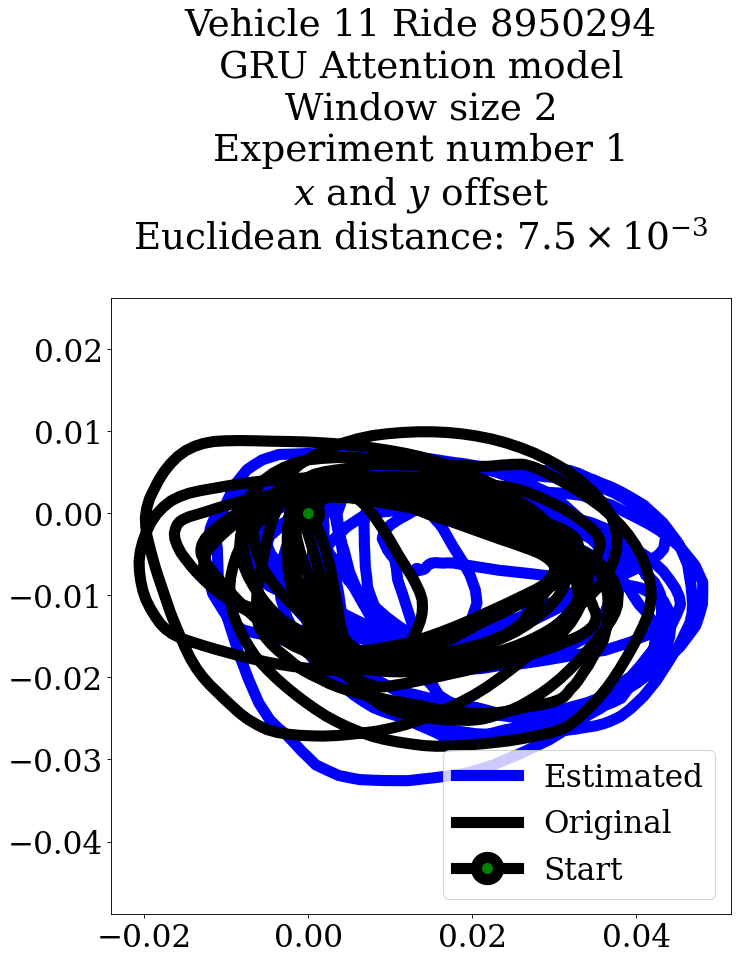 Vehicle 11 Ride 8950294
GRU Attention model
Window size 2
Experiment number 1
x and y offset
Euclidean distance: 7.5 × 10⁻³
0.02
0.01
0.00
−0.01
−0.02
−0.03
−0.04
Estimated
Original
Start
−0.02 0.00 0.02 0.04